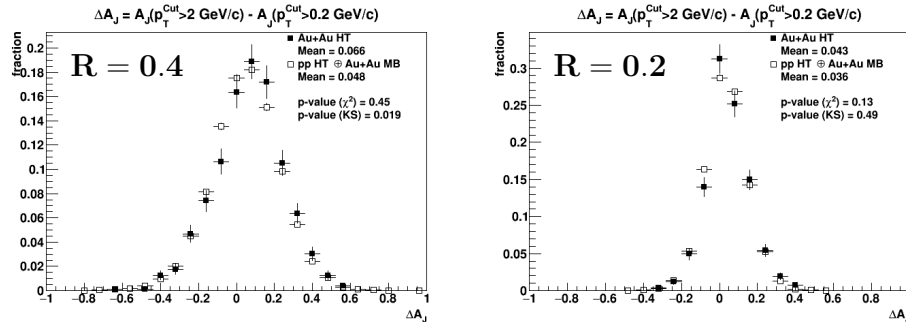 ΔA_J = A_J(p_T^Cut>2 GeV/c) - A_J(p_T^Cut>0.2 GeV/c)
fraction
R = 0.4
■ Au+Au HT
Mean = 0.066
□ pp HT ⊕ Au+Au MB
Mean = 0.048
p-value (χ²) = 0.45
p-value (KS) = 0.019
0.2
0.18
0.16
0.14
0.12
0.1
0.08
0.06
0.04
0.02
0
−1 −0.8 −0.6 −0.4 −0.2 0 0.2 0.4 0.6 0.8 1
ΔA_J
ΔA_J = A_J(p_T^Cut>2 GeV/c) - A_J(p_T^Cut>0.2 GeV/c)
fraction
R = 0.2
■ Au+Au HT
Mean = 0.043
□ pp HT ⊕ Au+Au MB
Mean = 0.036
p-value (χ²) = 0.13
p-value (KS) = 0.49
0.3
0.25
0.2
0.15
0.1
0.05
0
−1 −0.8 −0.6 −0.4 −0.2 0 0.2 0.4 0.6 0.8 1
ΔA_J